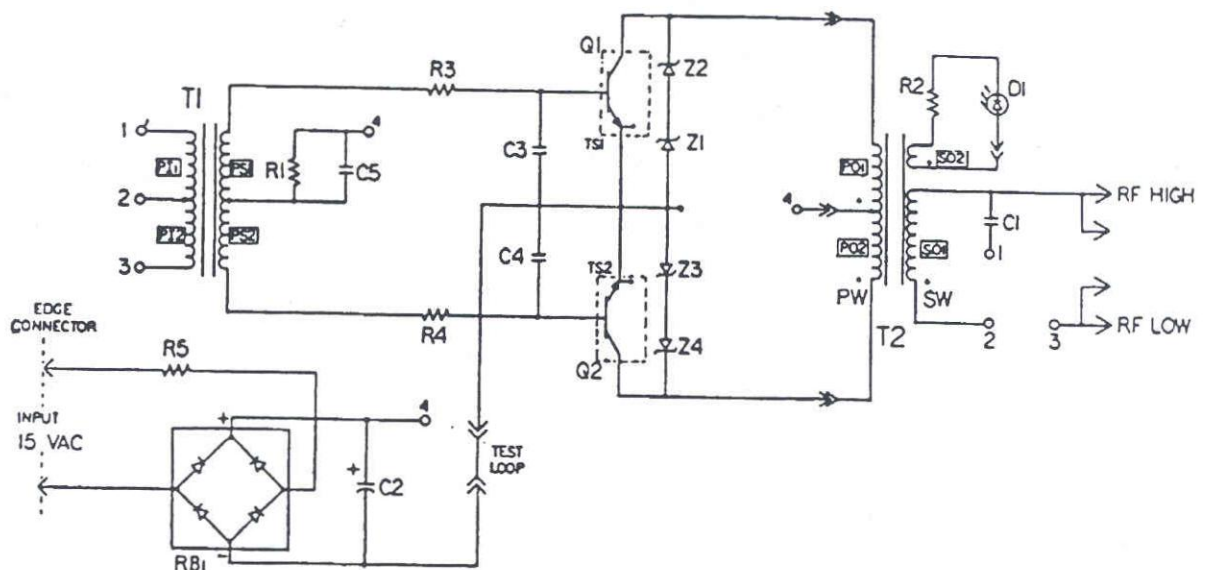 Q1
Z2
R2
D1
R3
T1
4
1
TS1
Z1
C3
PI1
PS1
R1
C5
PO1
SO2
2
4
RF HIGH
C1
PI2
PS2
C4
PO2
SO1
1
3
TS2
Z3
PW
SW
EDGE
CONNECTOR
R4
T2
2
3
RF LOW
R5
Z4
Q2
INPUT
15 VAC
+
4
TEST
LOOP
+
C2
-
RB1